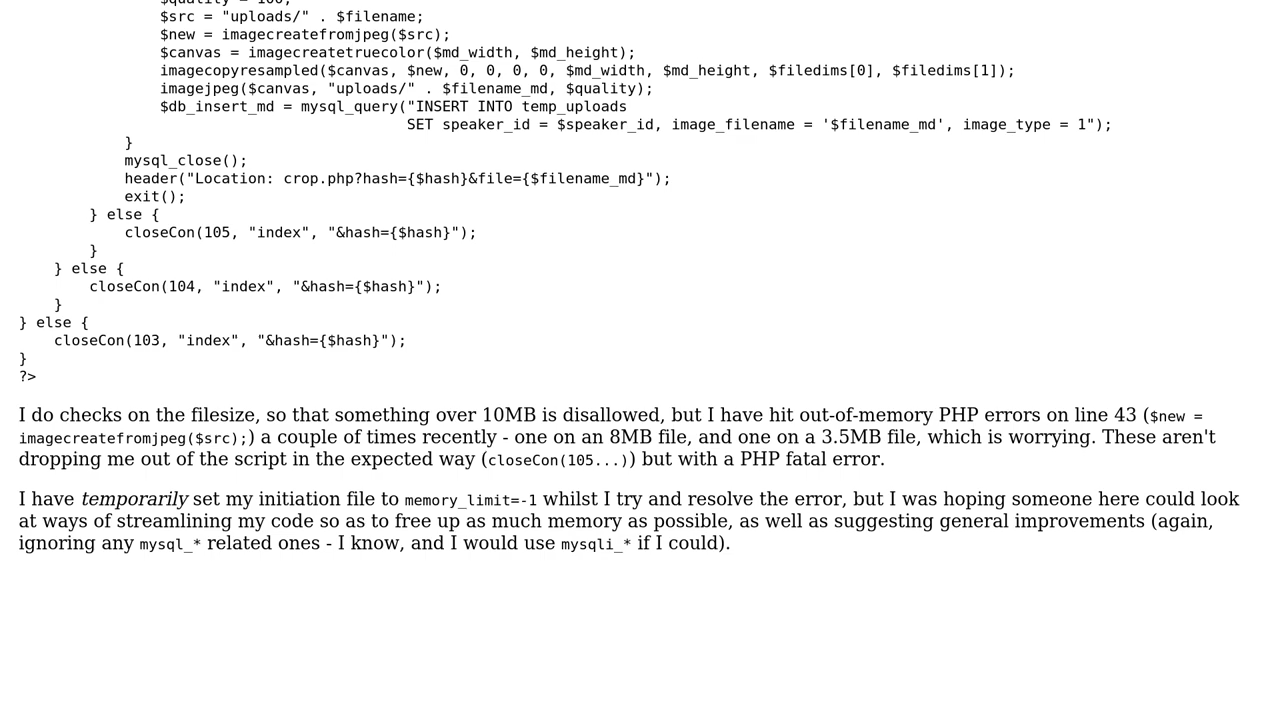 $quality = 100;
$src = "uploads/" . $filename;
$new = imagecreatefromjpeg($src);
$canvas = imagecreatetruecolor($md_width, $md_height);
imagecopyresampled($canvas, $new, 0, 0, 0, 0, $md_width, $md_height, $filedims[0], $filedims[1]);
imagejpeg($canvas, "uploads/" . $filename_md, $quality);
$db_insert_md = mysql_query("INSERT INTO temp_uploads
SET speaker_id = $speaker_id, image_filename = '$filename_md', image_type = 1");
}
mysql_close();
header("Location: crop.php?hash={$hash}&file={$filename_md}");
exit();
} else {
closeCon(105, "index", "&hash={$hash}");
}
} else {
closeCon(104, "index", "&hash={$hash}");
}
} else {
closeCon(103, "index", "&hash={$hash}");
}
?>
I do checks on the filesize, so that something over 10MB is disallowed, but I have hit out-of-memory PHP errors on line 43 ($new =
imagecreatefromjpeg($src);) a couple of times recently - one on an 8MB file, and one on a 3.5MB file, which is worrying. These aren't
dropping me out of the script in the expected way (closeCon(105...)) but with a PHP fatal error.
I have temporarily set my initiation file to memory_limit=-1 whilst I try and resolve the error, but I was hoping someone here could look
at ways of streamlining my code so as to free up as much memory as possible, as well as suggesting general improvements (again,
ignoring any mysql_* related ones - I know, and I would use mysqli_* if I could).